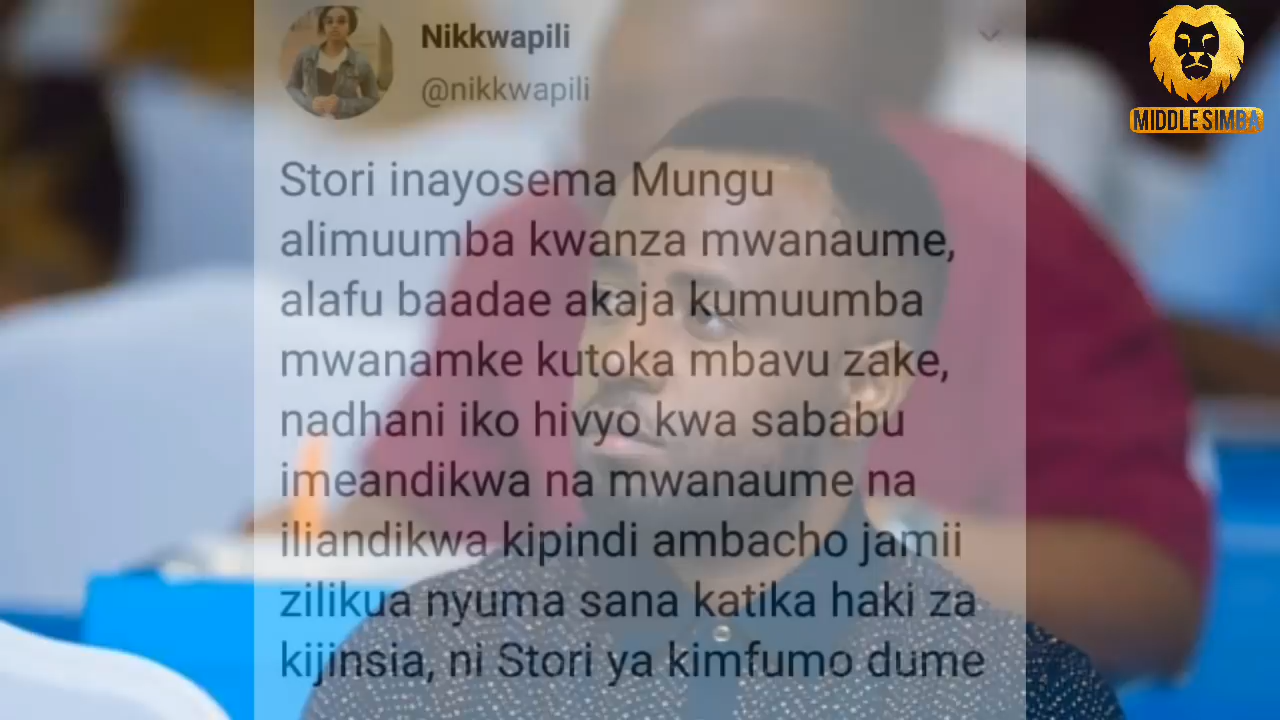 Nikkwapili
@nikkwapili
MIDDLE SIMBA
Stori inayosema Mungu
alimuumba kwanza mwanaume,
alafu baadae akaja kumuumba
mwanamke kutoka mbavu zake,
nadhani iko hivyo kwa sababu
imeandikwa na mwanaume na
iliandikwa kipindi ambacho jamii
zilikua nyuma sana katika haki za
kijinsia, ni Stori ya kimfumo dume